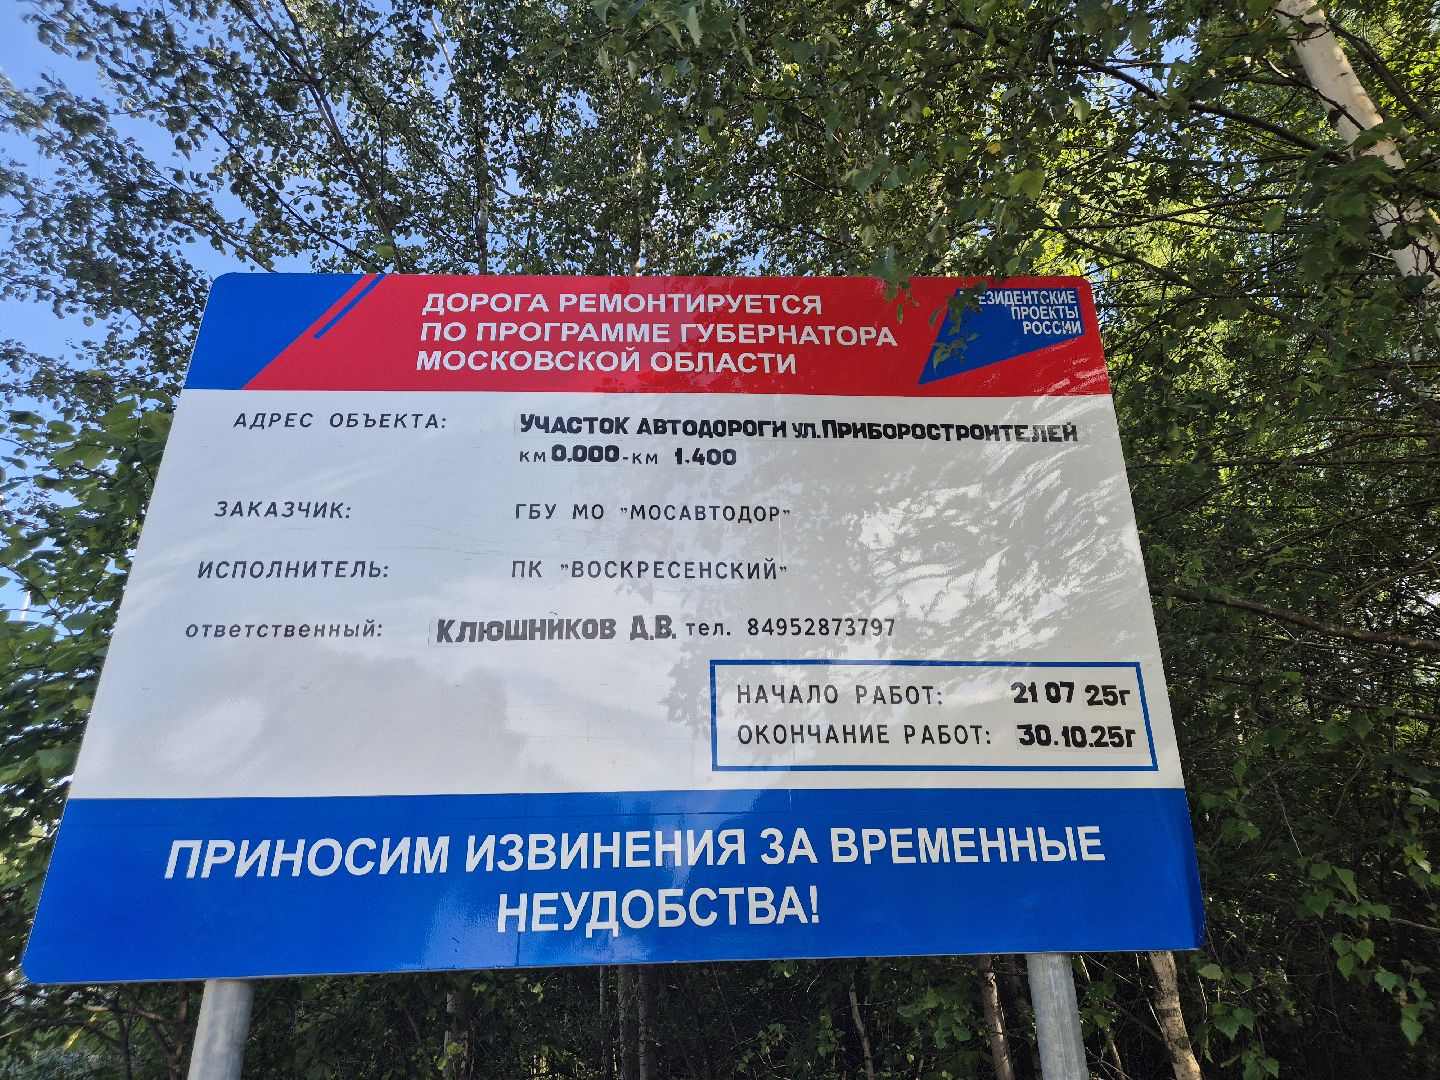 ДОРОГА РЕМОНТИРУЕТСЯ
ПО ПРОГРАММЕ ГУБЕРНАТОРА
МОСКОВСКОЙ ОБЛАСТИ
ЕЗИДЕНТСКИЕ
ПРОЕКТЫ
РОССИИ
АДРЕС ОБЪЕКТА: УЧАСТОК АВТОДОРОГИ УЛ.ПРИБОРОСТРОИТЕЛЕЙ
км 0.000-км 1.400
ЗАКАЗЧИК: ГБУ МО "МОСАВТОДОР"
ИСПОЛНИТЕЛЬ: ПК "ВОСКРЕСЕНСКИЙ"
ответственный: КЛЮШНИКОВ Д.В. тел. 84952873797
НАЧАЛО РАБОТ: 21 07 25г
ОКОНЧАНИЕ РАБОТ: 30.10.25г
ПРИНОСИМ ИЗВИНЕНИЯ ЗА ВРЕМЕННЫЕ
НЕУДОБСТВА!